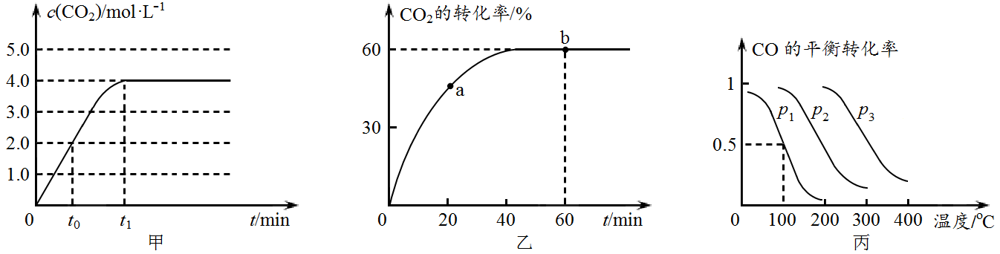 c(CO₂)/mol·L⁻¹
5.0
4.0
3.0
2.0
1.0
0
t₀
t₁
t/min
甲
CO₂的转化率/%
60
30
a
b
0
20
40
60
t/min
乙
CO 的平衡转化率
1
0.5
p₁
p₂
p₃
0
100
200
300
400
温度/℃
丙